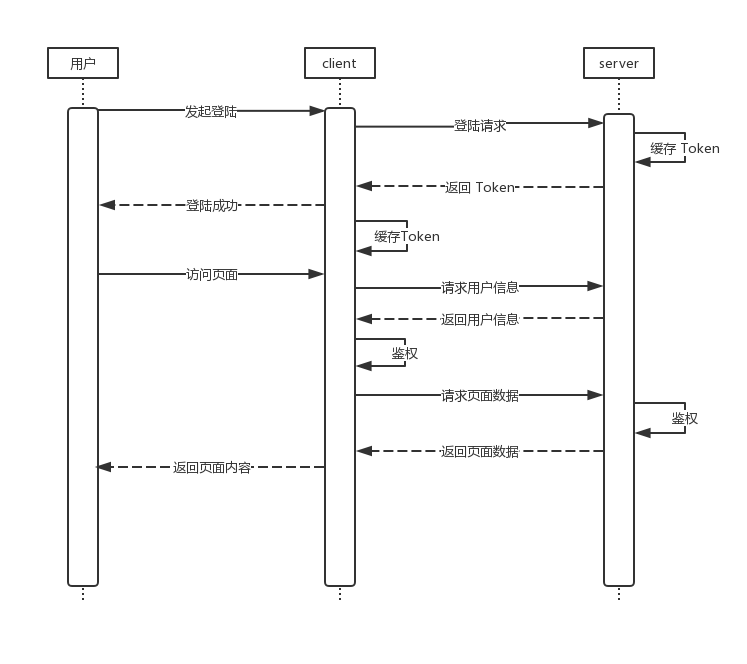 用户
client
server
发起登陆
登陆请求
缓存 Token
返回 Token
登陆成功
缓存Token
访问页面
请求用户信息
返回用户信息
鉴权
请求页面数据
鉴权
返回页面数据
返回页面内容